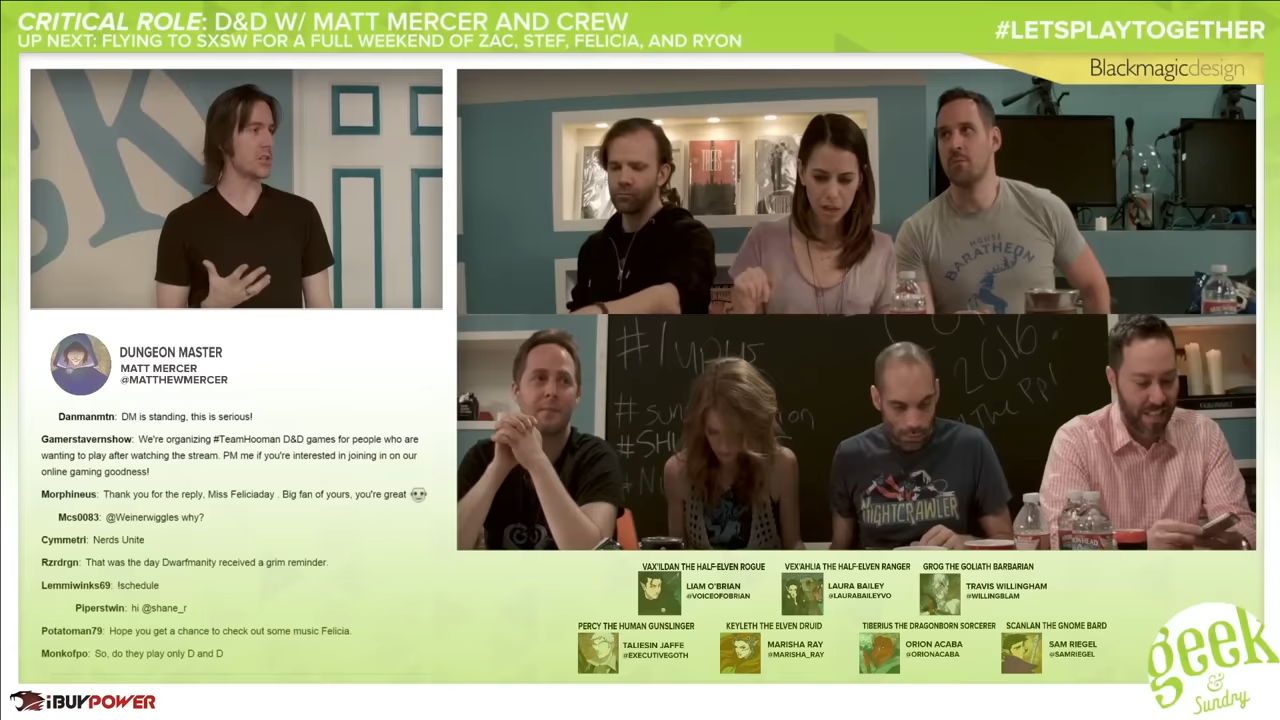 CRITICAL ROLE: D&D W/ MATT MERCER AND CREW
UP NEXT: FLYING TO SXSW FOR A FULL WEEKEND OF ZAC, STEF, FELICIA, AND RYON
#LETSPLAYTOGETHER
Blackmagicdesign
TREES
HOUSE
BARATHEON
#1
2016.
#
#SH
NIGHTCRAWLER
DUNGEON MASTER
MATT MERCER
@MATTHEWMERCER
Danmanmtn: DM is standing, this is serious!
Gamerstavernshow: We're organizing #TeamHooman D&D games for people who are
wanting to play after watching the stream. PM me if you're interested in joining in on our
online gaming goodness!
Morphineus: Thank you for the reply, Miss Feliciaday . Big fan of yours, you're great
Mcs0083: @Weinerwiggles why?
Cymmetri: Nerds Unite
Rzrdrgn: That was the day Dwarfmanity received a grim reminder.
Lemmiwinks69: !schedule
Piperstwin: hi @shane_r
Potatoman79: Hope you get a chance to check out some music Felicia.
Monkofpo: So, do they play only D and D
VAX'ILDAN THE HALF-ELVEN ROGUE
LIAM O'BRIAN
@VOICEOFOBRIAN
VEX'AHLIA THE HALF-ELVEN RANGER
LAURA BAILEY
@LAURABAILEYVO
GROG THE GOLIATH BARBARIAN
TRAVIS WILLINGHAM
@WILLINGBLAM
PERCY THE HUMAN GUNSLINGER
TALIESIN JAFFE
@EXECUTIVEGOTH
KEYLETH THE ELVEN DRUID
MARISHA RAY
@MARISHA_RAY
TIBERIUS THE DRAGONBORN SORCERER
ORION ACABA
@ORIONACABA
SCANLAN THE GNOME BARD
SAM RIEGEL
@SAMRIEGEL
geek
&
Sundry
iBUYPOWER